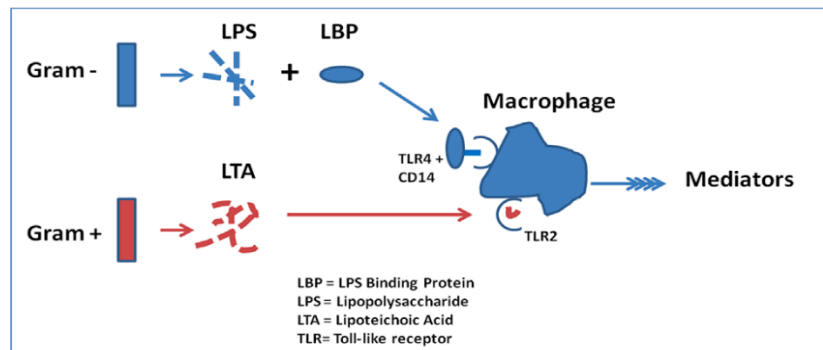 LPS
LBP
Gram -
+
Macrophage
TLR4 +
CD14
Mediators
LTA
Gram +
TLR2
LBP = LPS Binding Protein
LPS = Lipopolysaccharide
LTA = Lipoteichoic Acid
TLR= Toll-like receptor